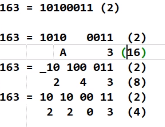 163 = 10100011 (2)
163 = 1010   0011  (2)
         A      3 (16)
163 = _10 100 011  (2)
        2   4   3  (8)
163 = 10 10 00 11  (2)
       2  2  0  3  (4)